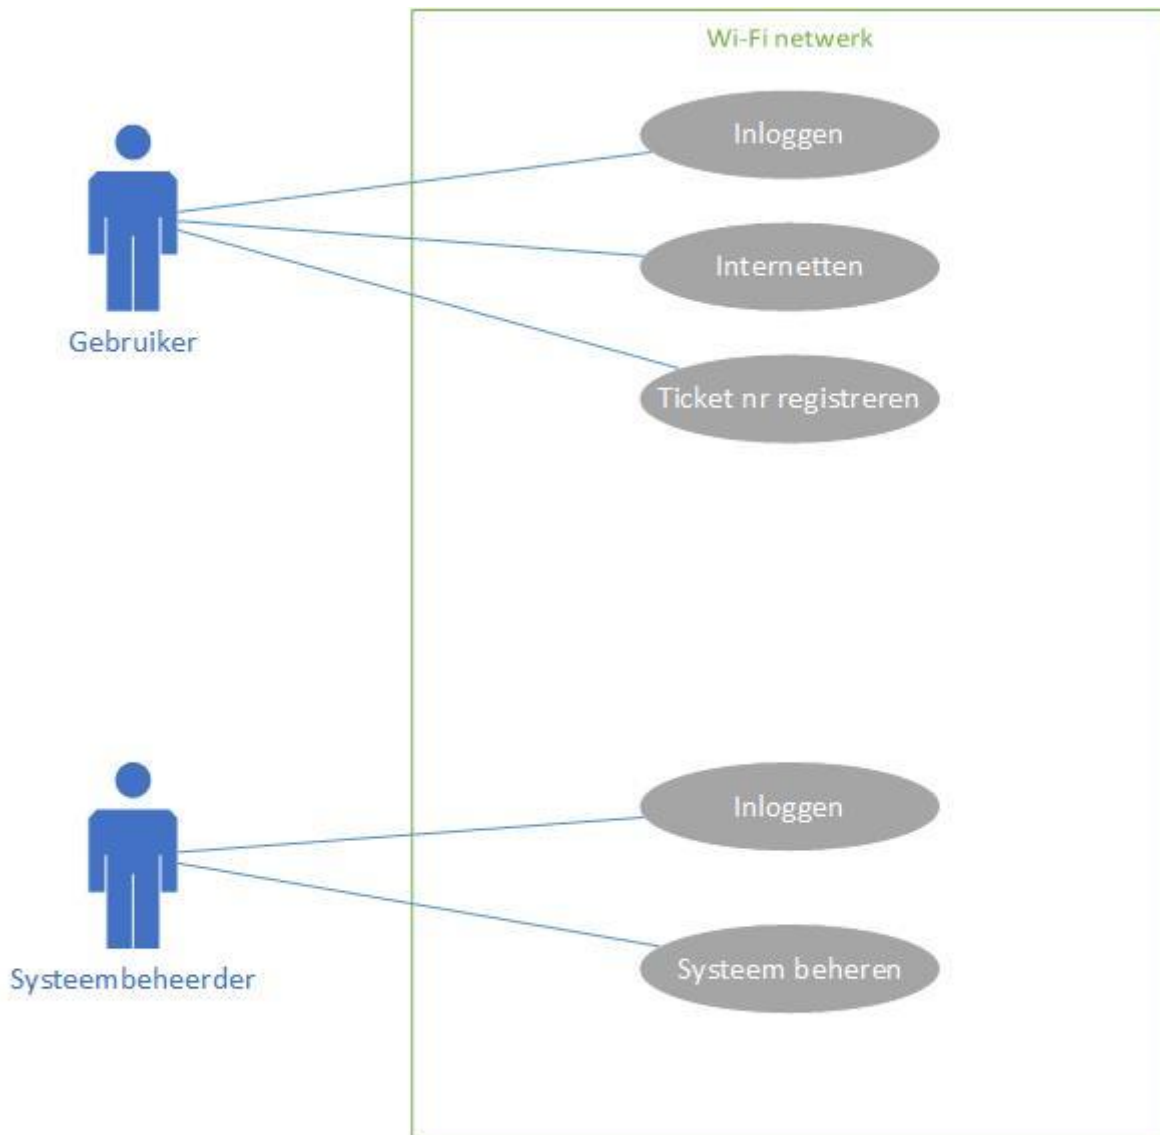 Wi-Fi netwerk
Inloggen
Internetten
Gebruiker
Ticket nr registreren
Inloggen
Systeem beheren
Systeembeheerder